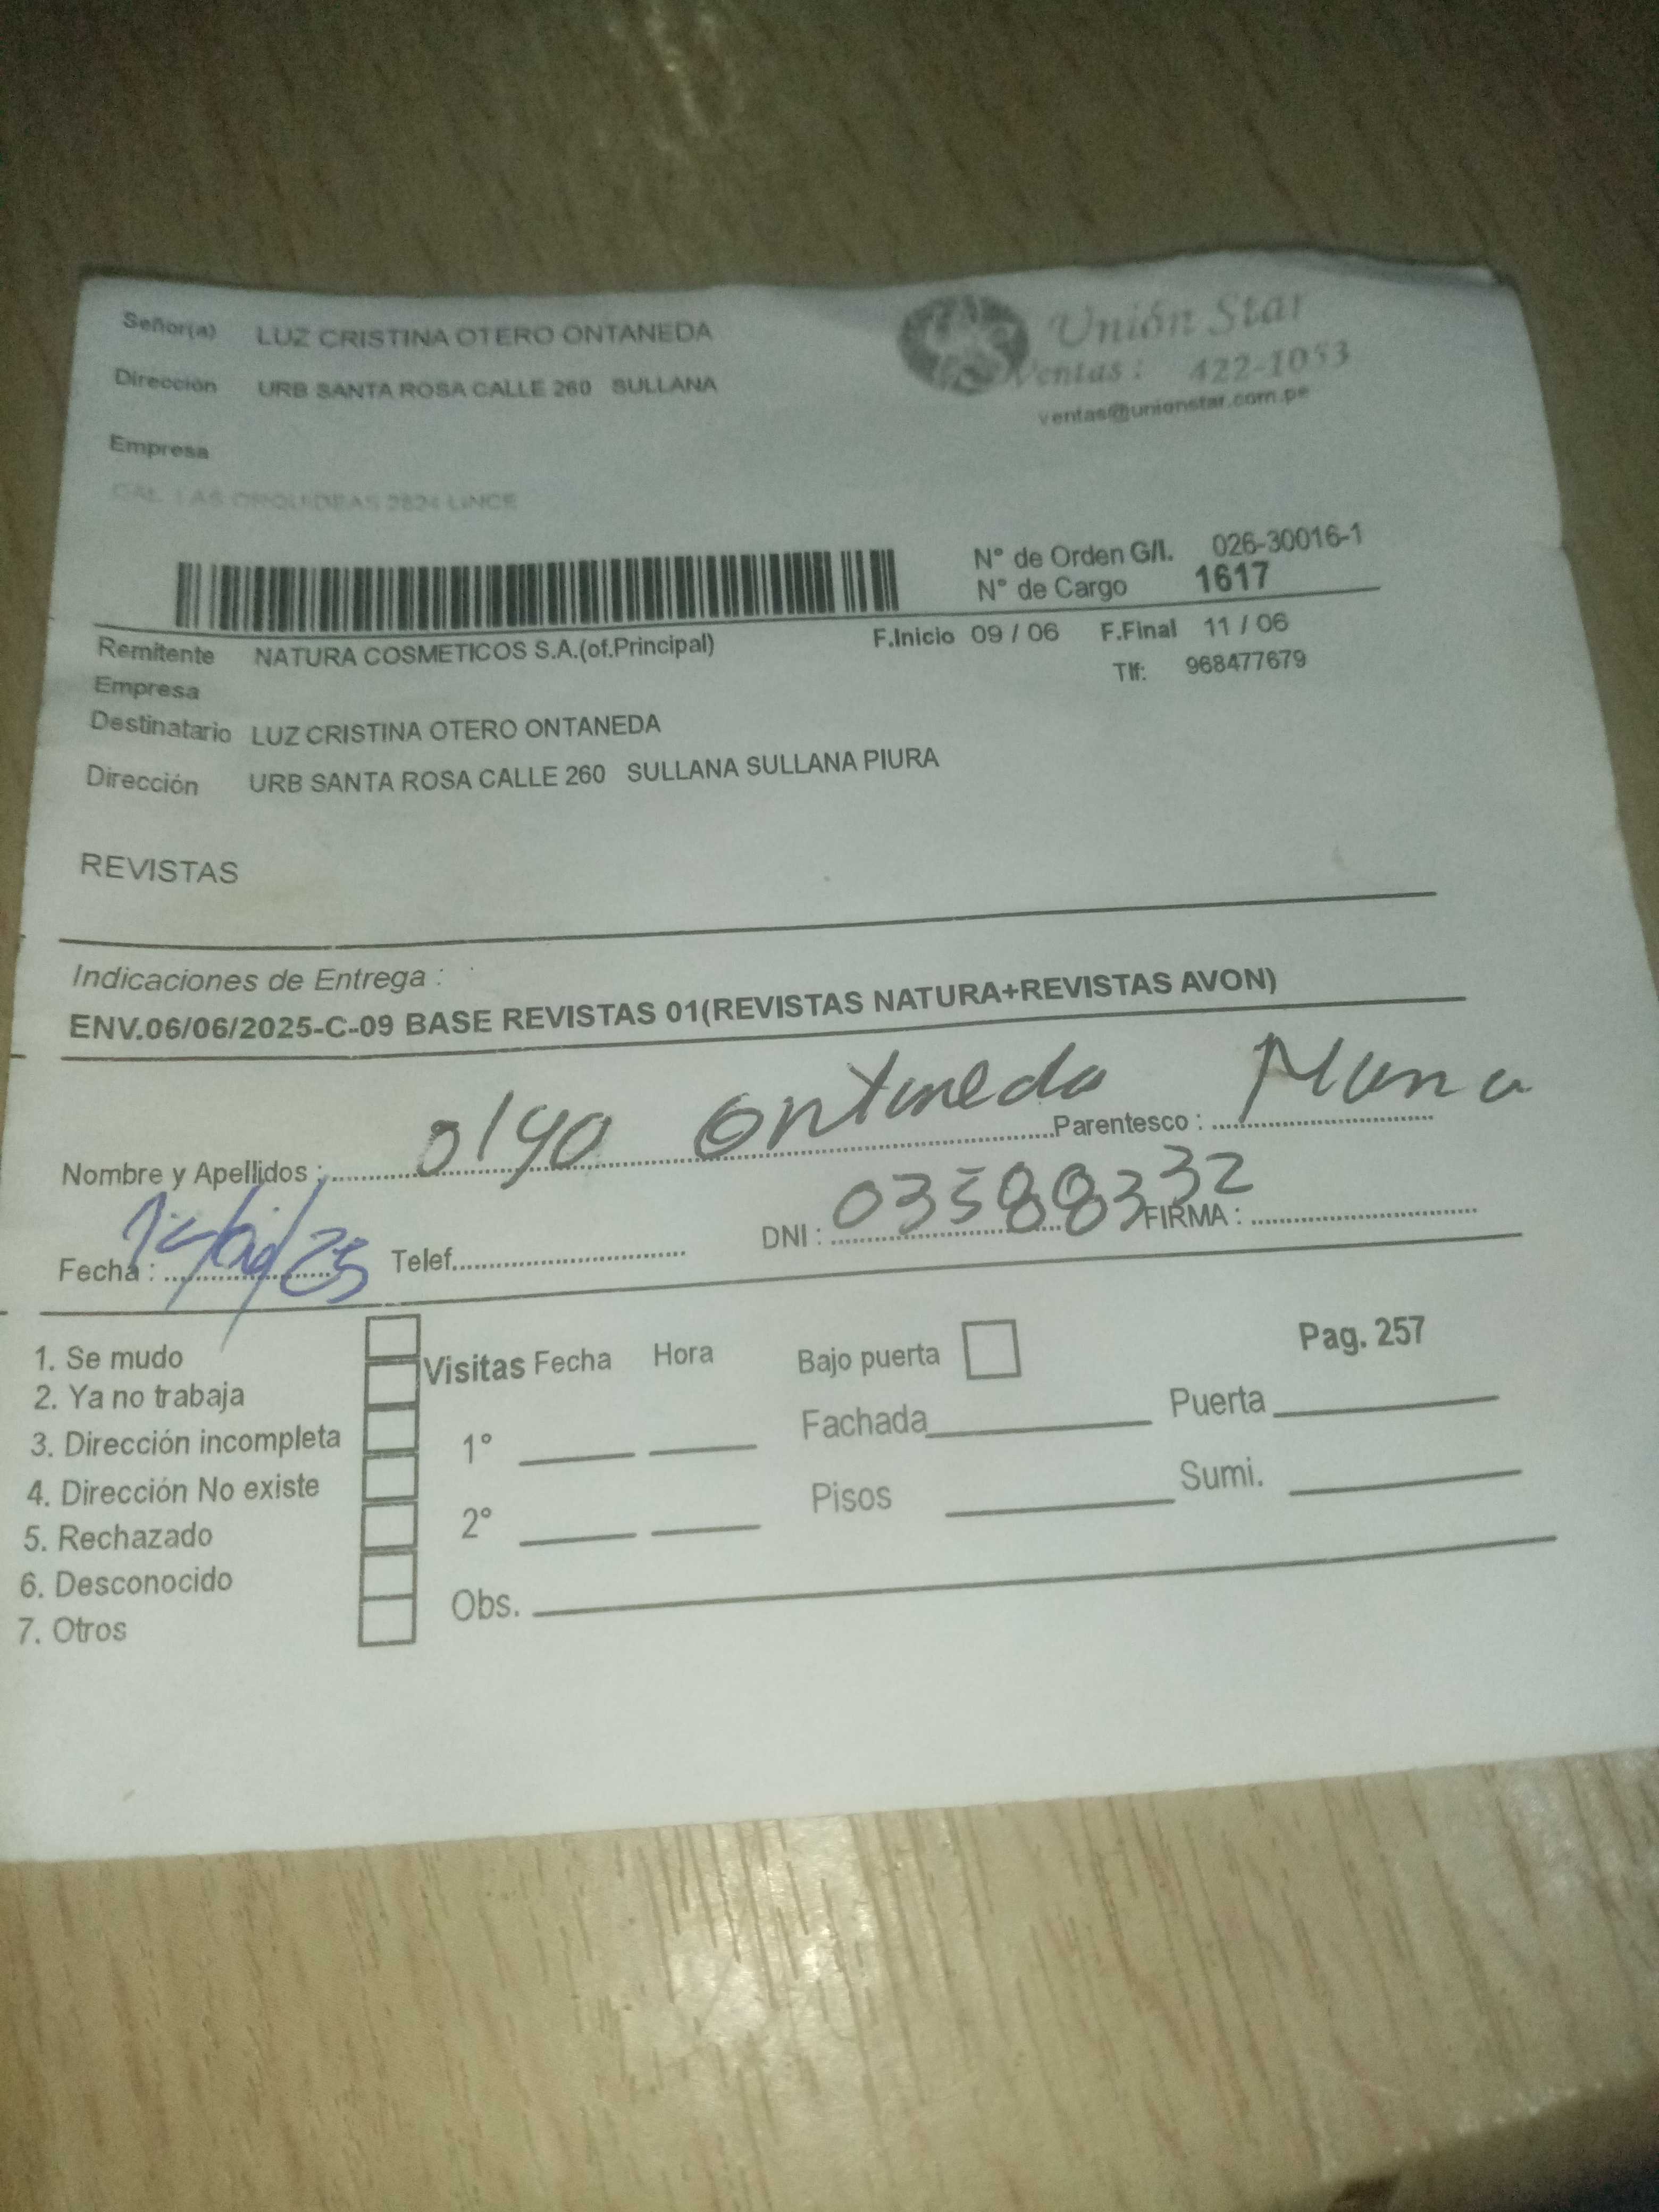 Señor(a) LUZ CRISTINA OTERO ONTANEDA
Unión Star
Dirección URB SANTA ROSA CALLE 260 SULLANA
Ventas: 422-1053
ventas@unionstar.com.pe
Empresa
CAL. LAS ORQUIDEAS 2824 LINCE
N° de Orden G/I. 026-30016-1
N° de Cargo 1617
Remitente NATURA COSMETICOS S.A.(of.Principal) F.Inicio 09 / 06 F.Final 11 / 06
Empresa Tlf: 968477679
Destinatario LUZ CRISTINA OTERO ONTANEDA
Dirección URB SANTA ROSA CALLE 260 SULLANA SULLANA PIURA
REVISTAS
Indicaciones de Entrega :
ENV.06/06/2025-C-09 BASE REVISTAS 01(REVISTAS NATURA+REVISTAS AVON)
Nombre y Apellidos : olga Ontaneda Parentesco : Mama
Fecha : Telef. DNI : 03588332 FIRMA :
1. Se mudo Visitas Fecha Hora Bajo puerta Pag. 257
2. Ya no trabaja Fachada Puerta
3. Dirección incompleta 1°
4. Dirección No existe Pisos Sumi.
5. Rechazado 2°
6. Desconocido
7. Otros Obs.